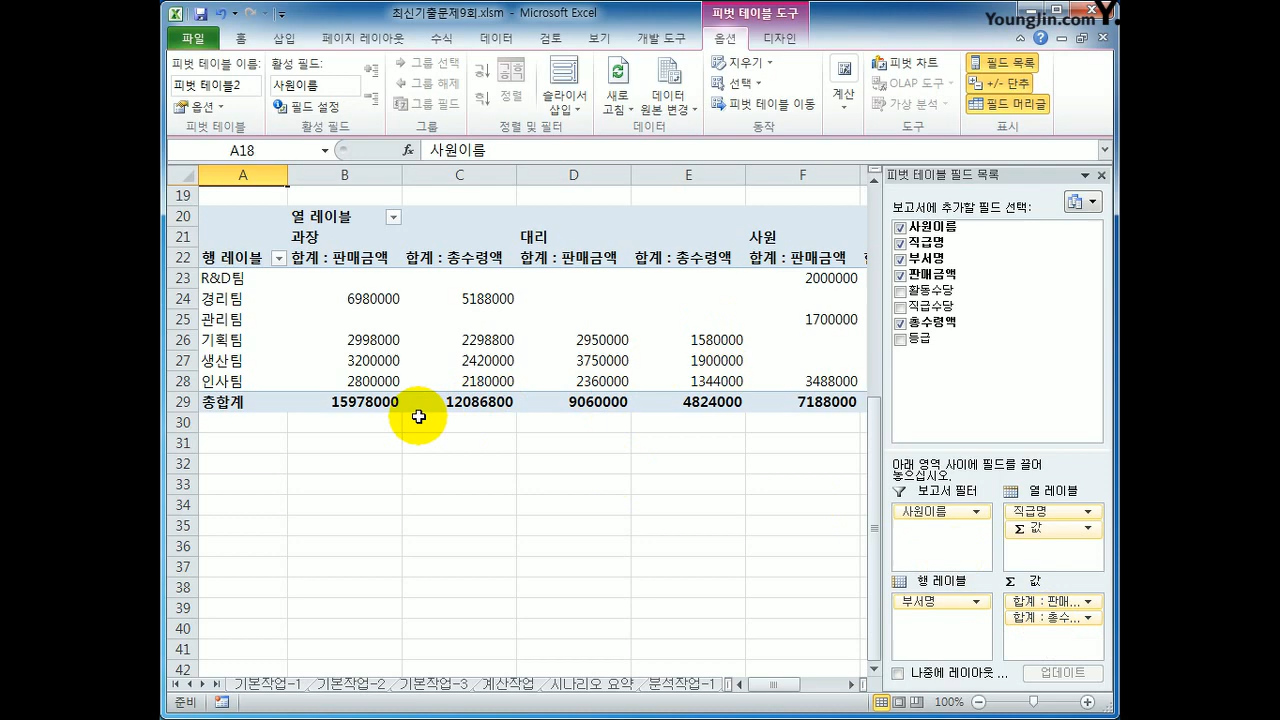 최신기출문제9회.xlsm - Microsoft Excel
피벗 테이블 도구
YoungJin.com
파일 홈 삽입 페이지 레이아웃 수식 데이터 검토 보기 개발 도구 옵션 디자인
피벗 테이블 이름:
피벗 테이블2
옵션
피벗 테이블
활성 필드:
사원이름
필드 설정
활성 필드
그룹 선택
그룹 해제
그룹 필드
그룹
정렬
슬라이서
삽입
정렬 및 필터
새로
고침
데이터
원본 변경
데이터
지우기
선택
피벗 테이블 이동
동작
계산
피벗 차트
OLAP 도구
가상 분석
도구
필드 목록
+/- 단추
필드 머리글
표시
A18 fx 사원이름
A B C D E F
19
20 열 레이블
21 과장 대리 사원
22 행 레이블 합계 : 판매금액 합계 : 총수령액 합계 : 판매금액 합계 : 총수령액 합계 : 판매금액
23 R&D팀 2000000
24 경리팀 6980000 5188000
25 관리팀 1700000
26 기획팀 2998000 2298800 2950000 1580000
27 생산팀 3200000 2420000 3750000 1900000
28 인사팀 2800000 2180000 2360000 1344000 3488000
29 총합계 15978000 12086800 9060000 4824000 7188000
30
31
32
33
34
35
36
37
38
39
40
41
42
피벗 테이블 필드 목록
보고서에 추가할 필드 선택:
사원이름
직급명
부서명
판매금액
활동수당
직급수당
총수령액
등급
아래 영역 사이에 필드를 끌어
놓으십시오.
보고서 필터 열 레이블
사원이름 직급명
Σ 값
행 레이블 Σ 값
부서명 합계 : 판매...
합계 : 총수...
나중에 레이아웃 ... 업데이트
기본작업-1 기본작업-2 기본작업-3 계산작업 시나리오 요약 분석작업-1
준비 100%